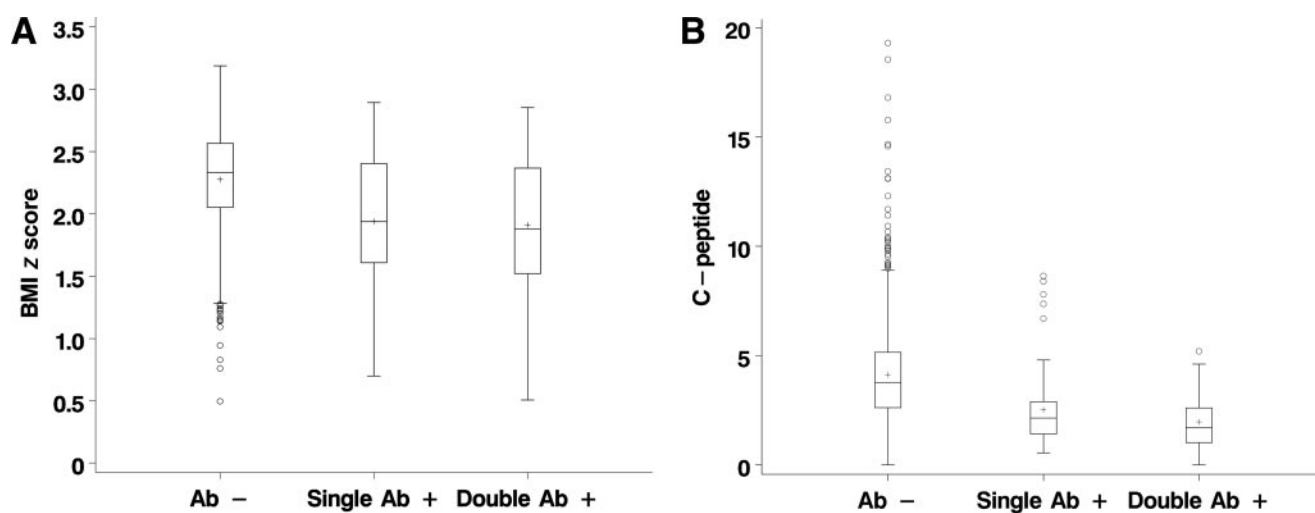 A
BMI z score
3.5
3.0
2.5
2.0
1.5
1.0
0.5
0
Ab −
Single Ab +
Double Ab +
B
C−peptide
20
15
10
5
0
Ab −
Single Ab +
Double Ab +